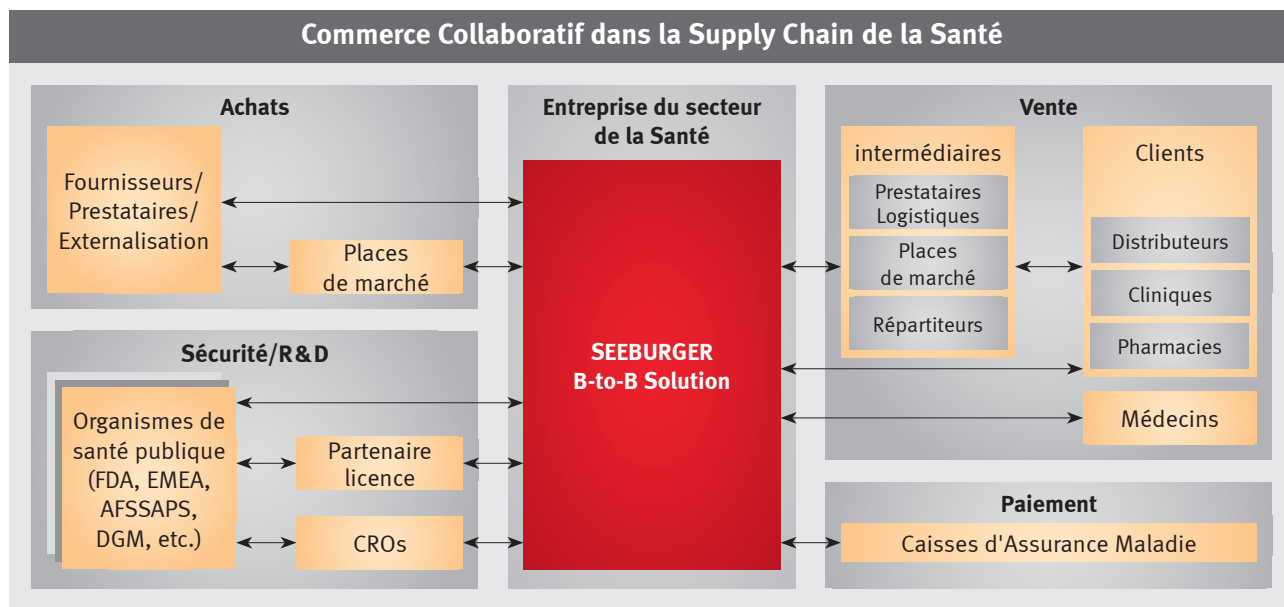 Commerce Collaboratif dans la Supply Chain de la Santé
Achats
Fournisseurs/
Prestataires/
Externalisation
Places
de marché
Sécurité/R&D
Organismes de
santé publique
(FDA, EMEA,
AFSSAPS,
DGM, etc.)
Partenaire
licence
CROs
Entreprise du secteur
de la Santé
SEEBURGER
B-to-B Solution
Vente
intermédiaires
Prestataires
Logistiques
Places
de marché
Répartiteurs
Clients
Distributeurs
Cliniques
Pharmacies
Médecins
Paiement
Caisses d'Assurance Maladie